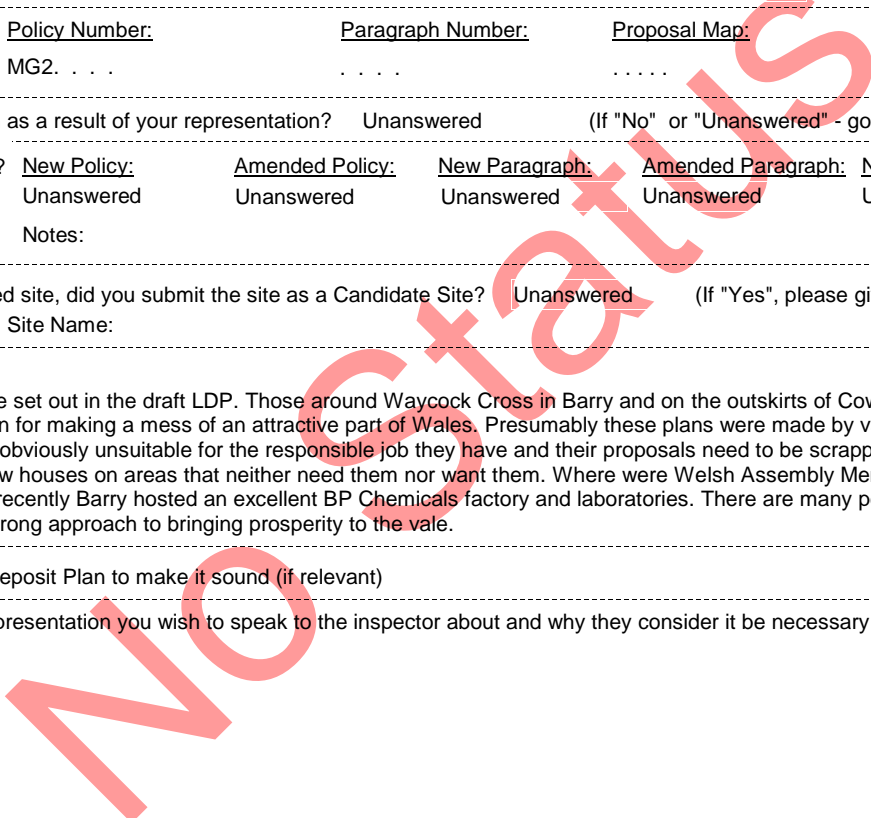 Policy Number: Paragraph Number: Proposal Map:
MG2. . . . . . . . . . . . .
as a result of your representation? Unanswered (If "No" or "Unanswered" - go
? New Policy: Amended Policy: New Paragraph: Amended Paragraph: N
Unanswered Unanswered Unanswered Unanswered U
Notes:
ed site, did you submit the site as a Candidate Site? Unanswered (If "Yes", please gi
Site Name:
e set out in the draft LDP. Those around Waycock Cross in Barry and on the outskirts of Cow
n for making a mess of an attractive part of Wales. Presumably these plans were made by v
obviously unsuitable for the responsible job they have and their proposals need to be scrapp
w houses on areas that neither need them nor want them. Where were Welsh Assembly Me
recently Barry hosted an excellent BP Chemicals factory and laboratories. There are many p
rong approach to bringing prosperity to the vale.
eposit Plan to make it sound (if relevant)
presentation you wish to speak to the inspector about and why they consider it be necessary
No Status